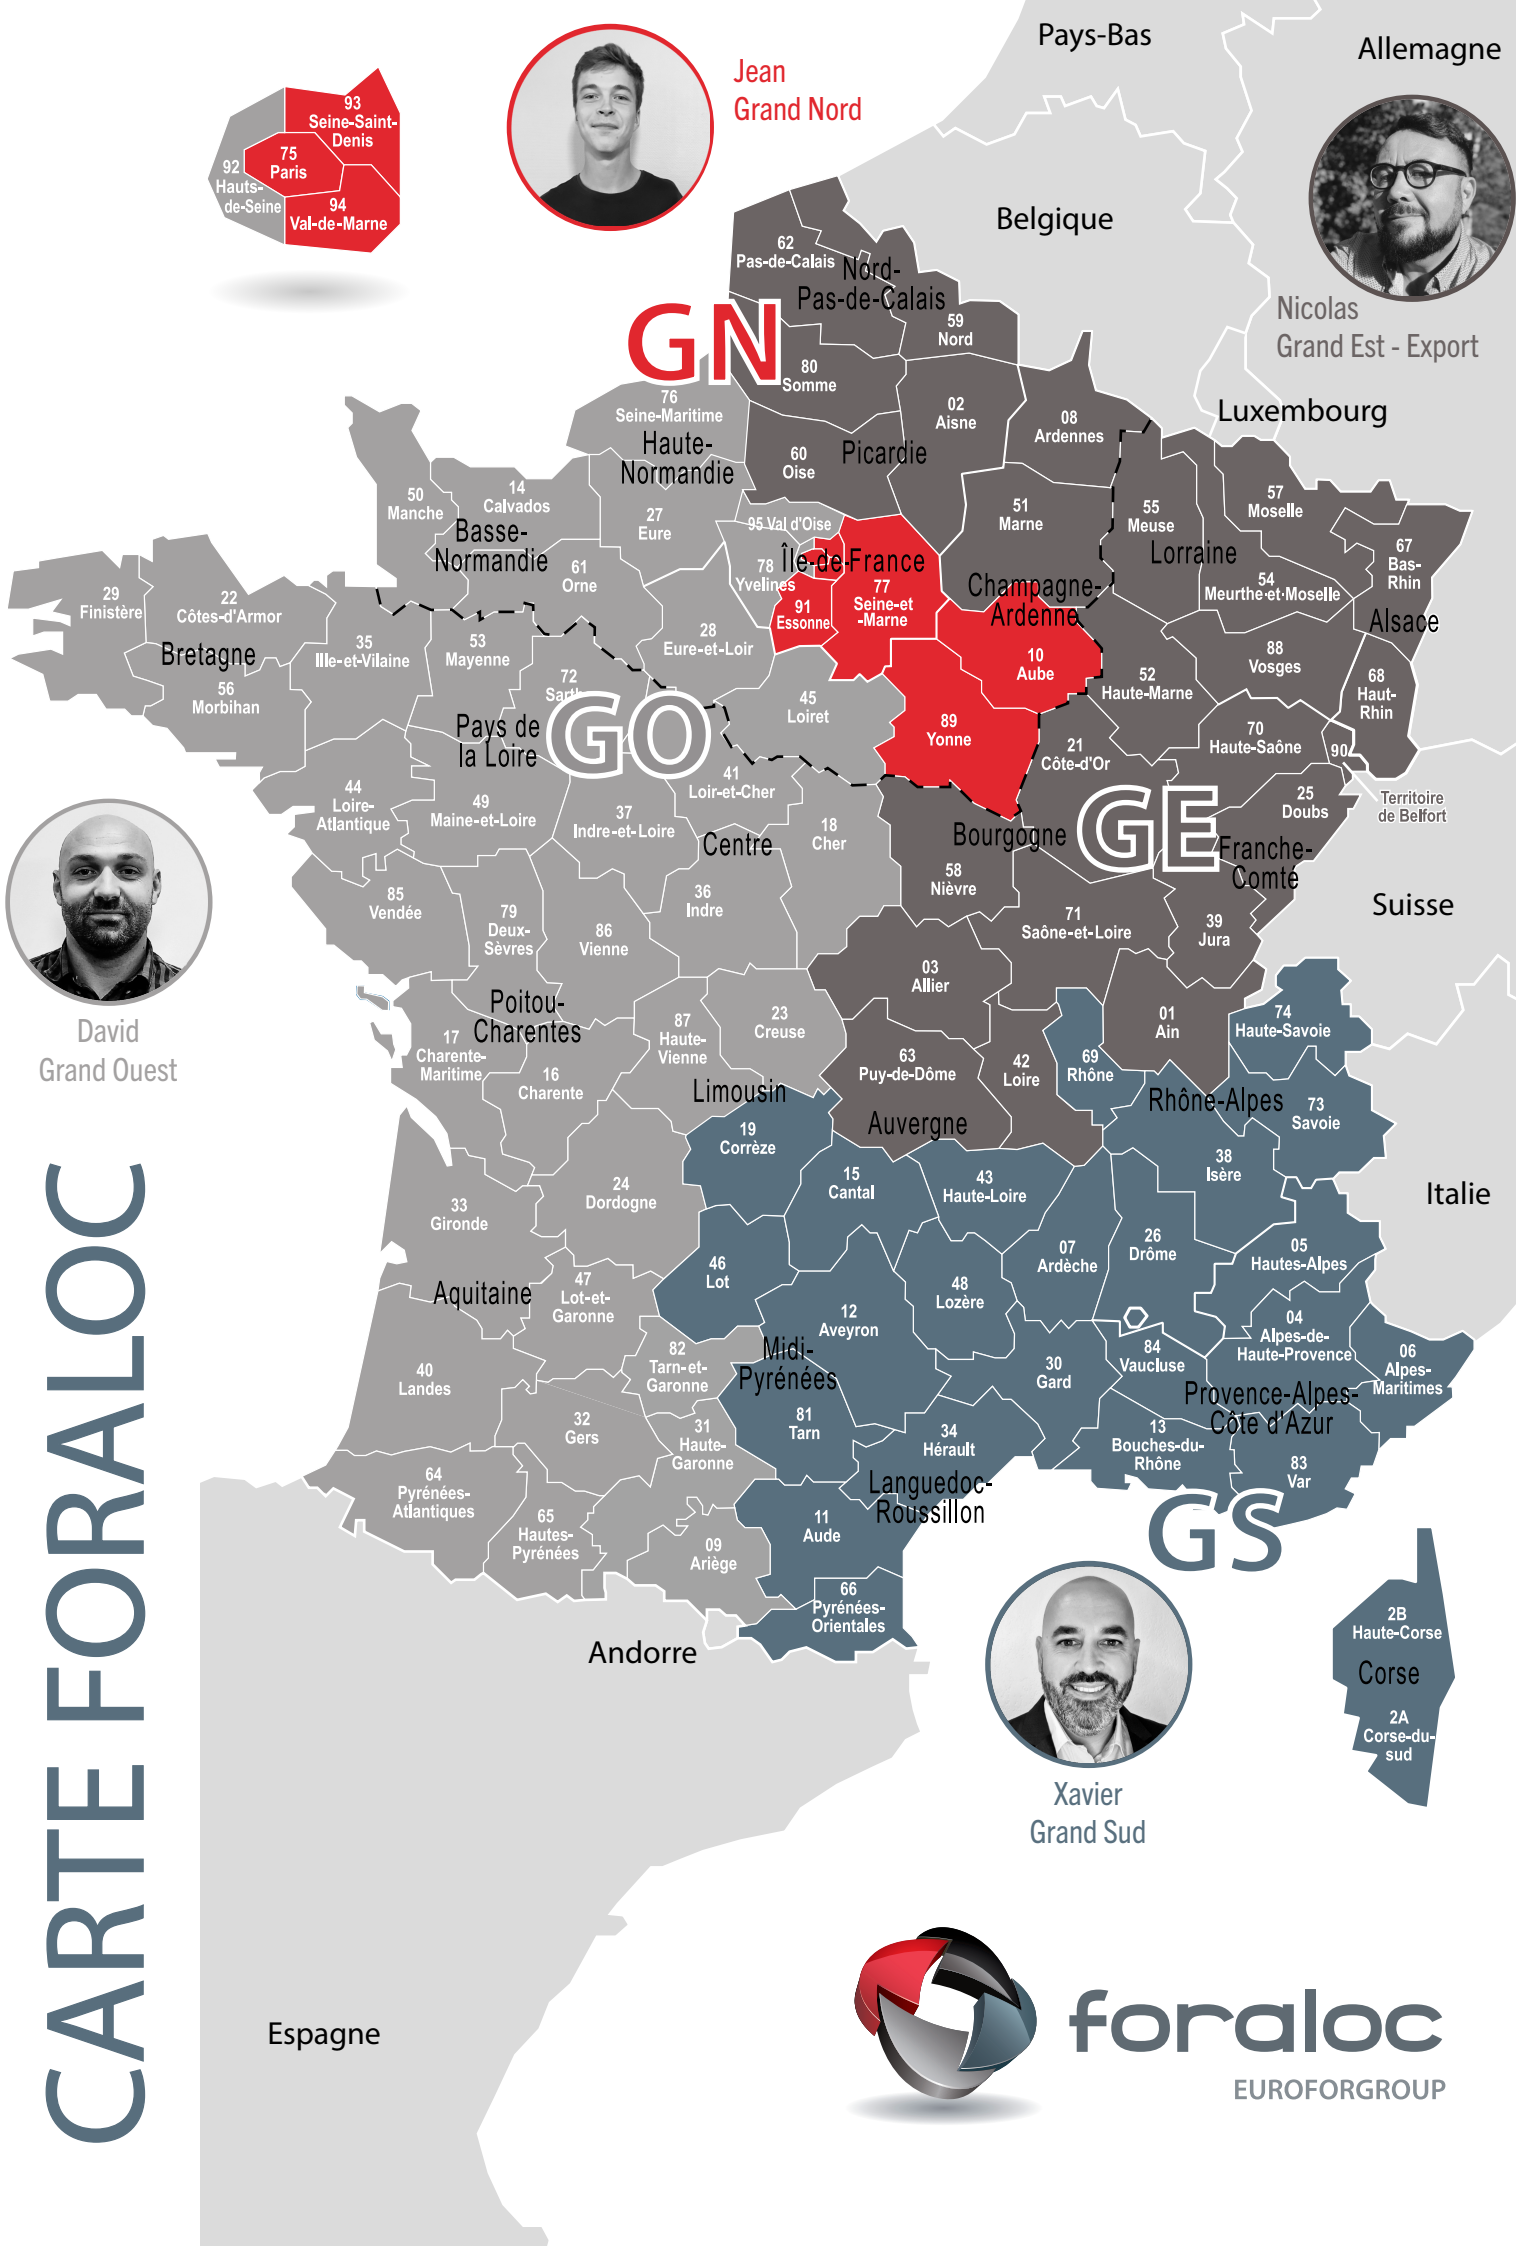 Pays-Bas
Allemagne
Jean
Grand Nord
93
Seine-Saint-
Denis
75
Paris
92
Hauts-
de-Seine
94
Val-de-Marne
Belgique
Nicolas
Grand Est - Export
Luxembourg
62
Pas-de-Calais
Nord-
Pas-de-Calais
59
Nord
GN
80
Somme
76
Seine-Maritime
02
Aisne
08
Ardennes
Haute-
Normandie
60
Oise
Picardie
50
Manche
14
Calvados
27
Eure
95 Val d'Oise
51
Marne
55
Meuse
57
Moselle
Basse-
Normandie
Lorraine
67
Bas-
Rhin
61
Orne
78
Yvelines
Île-de-France
77
Seine-et
-Marne
91
Essonne
Champagne-
Ardenne
54
Meurthe-et-Moselle
Alsace
29
Finistère
22
Côtes-d'Armor
Bretagne
35
Ille-et-Vilaine
53
Mayenne
28
Eure-et-Loir
10
Aube
88
Vosges
52
Haute-Marne
68
Haut-
Rhin
56
Morbihan
72
45
Loiret
89
Yonne
GO
Pays de
la Loire
21
Côte-d'Or
70
Haute-Saône
90
Territoire
de Belfort
44
Loire-
Atlantique
49
Maine-et-Loire
37
Indre-et-Loire
41
Loir-et-Cher
18
Cher
Centre
25
Doubs
GE
Bourgogne
Franche-
Comté
58
Nièvre
85
Vendée
79
Deux-
Sèvres
86
Vienne
36
Indre
71
Saône-et-Loire
39
Jura
Suisse
David
Grand Ouest
03
Allier
Poitou-
Charentes
17
Charente-
Maritime
16
Charente
87
Haute-
Vienne
23
Creuse
Limousin
63
Puy-de-Dôme
Auvergne
42
Loire
69
Rhône
01
Ain
74
Haute-Savoie
Rhône-Alpes
73
Savoie
19
Corrèze
38
Isère
15
Cantal
43
Haute-Loire
24
Dordogne
33
Gironde
Italie
26
Drôme
07
Ardèche
05
Hautes-Alpes
46
Lot
48
Lozère
47
Lot-et-
Garonne
Aquitaine
12
Aveyron
Midi-
Pyrénées
04
Alpes-de-
Haute-Provence
06
Alpes-
Maritimes
84
Vaucluse
30
Gard
82
Tarn-et-
Garonne
40
Landes
Provence-Alpes-
Côte d'Azur
32
Gers
31
Haute-
Garonne
81
Tarn
34
Hérault
13
Bouches-du-
Rhône
83
Var
Languedoc-
Roussillon
64
Pyrénées-
Atlantiques
65
Hautes-
Pyrénées
09
Ariège
11
Aude
66
Pyrénées-
Orientales
GS
Andorre
2B
Haute-Corse
Corse
2A
Corse-du-
sud
Xavier
Grand Sud
Espagne
CARTE FORALOC
foraloc
EUROFORGROUP